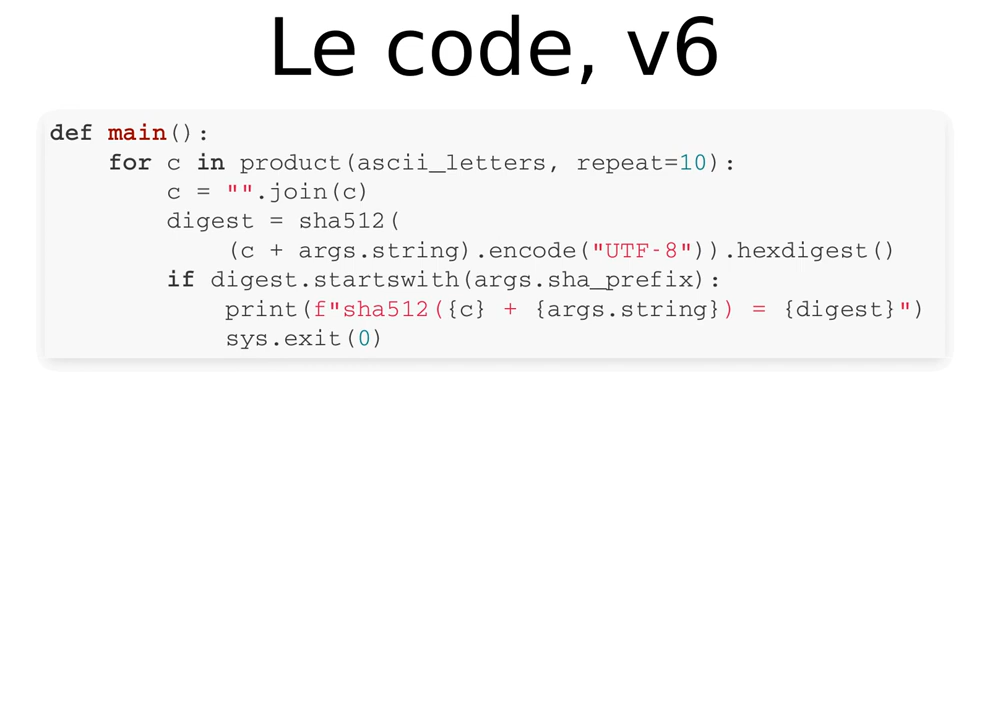 Le code, v6
def main():
    for c in product(ascii_letters, repeat=10):
        c = "".join(c)
        digest = sha512(
            (c + args.string).encode("UTF-8")).hexdigest()
        if digest.startswith(args.sha_prefix):
            print(f"sha512({c} + {args.string}) = {digest}")
            sys.exit(0)